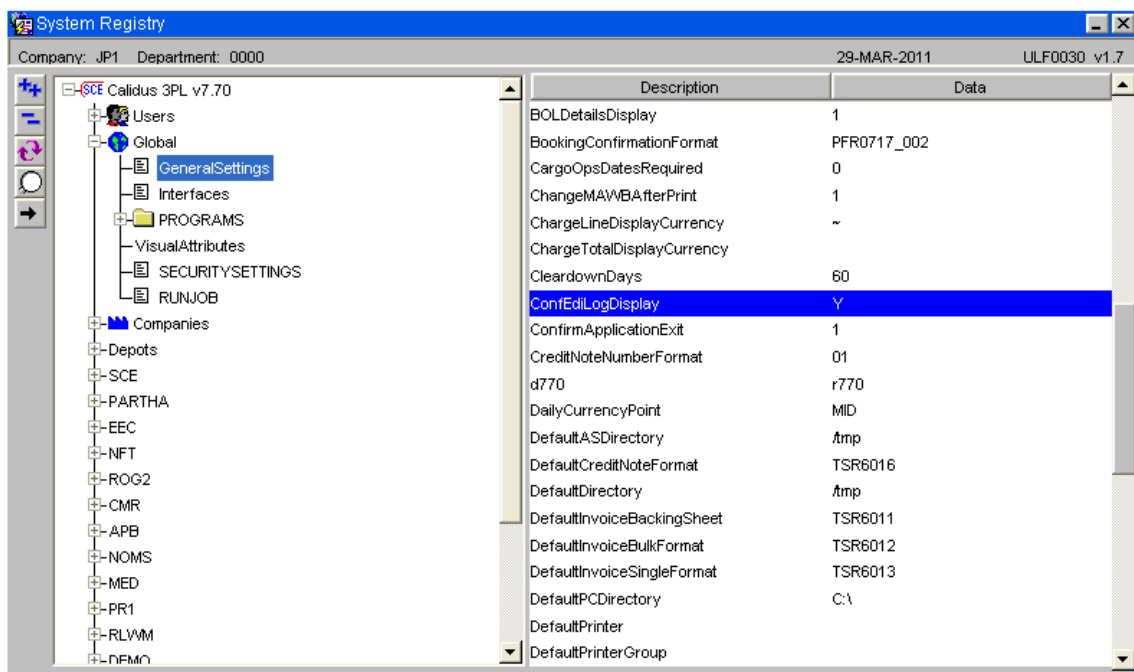 System Registry
Company: JP1 Department: 0000 29-MAR-2011 ULF0030 v1.7
SCE Calidus 3PL v7.70
Users
Global
GeneralSettings
Interfaces
PROGRAMS
VisualAttributes
SECURITYSETTINGS
RUNJOB
Companies
Depots
SCE
PARTHA
EEC
NFT
ROG2
CMR
APB
NOMS
MED
PR1
RLWM
DEMO
Description Data
BOLDetailsDisplay 1
BookingConfirmationFormat PFR0717_002
CargoOpsDatesRequired 0
ChangeMAWBAfterPrint 1
ChargeLineDisplayCurrency ~
ChargeTotalDisplayCurrency
CleardownDays 60
ConfEdiLogDisplay Y
ConfirmApplicationExit 1
CreditNoteNumberFormat 01
d770 r770
DailyCurrencyPoint MID
DefaultASDirectory /tmp
DefaultCreditNoteFormat TSR6016
DefaultDirectory /tmp
DefaultInvoiceBackingSheet TSR6011
DefaultInvoiceBulkFormat TSR6012
DefaultInvoiceSingleFormat TSR6013
DefaultPCDirectory C:\
DefaultPrinter
DefaultPrinterGroup